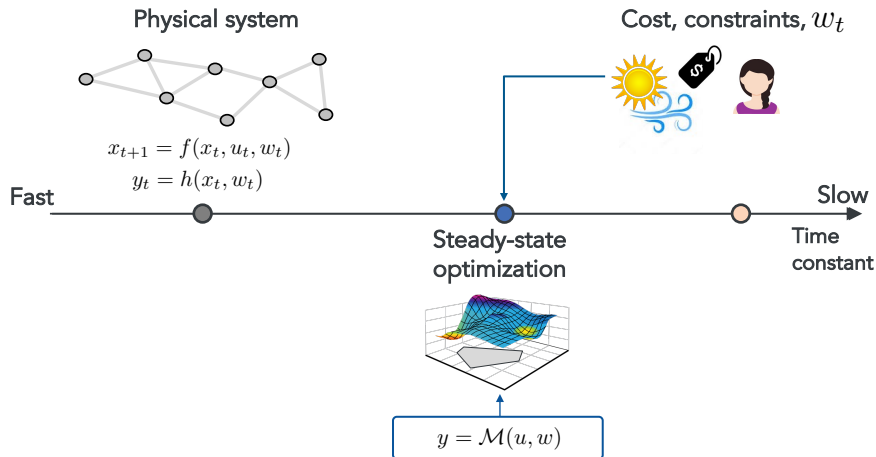 Physical system
Cost, constraints, $w_t$
$
$x_{t+1} = f(x_t, u_t, w_t)$
$y_t = h(x_t, w_t)$
Fast
Slow
Time
constant
Steady-state
optimization
$y = \mathcal{M}(u, w)$